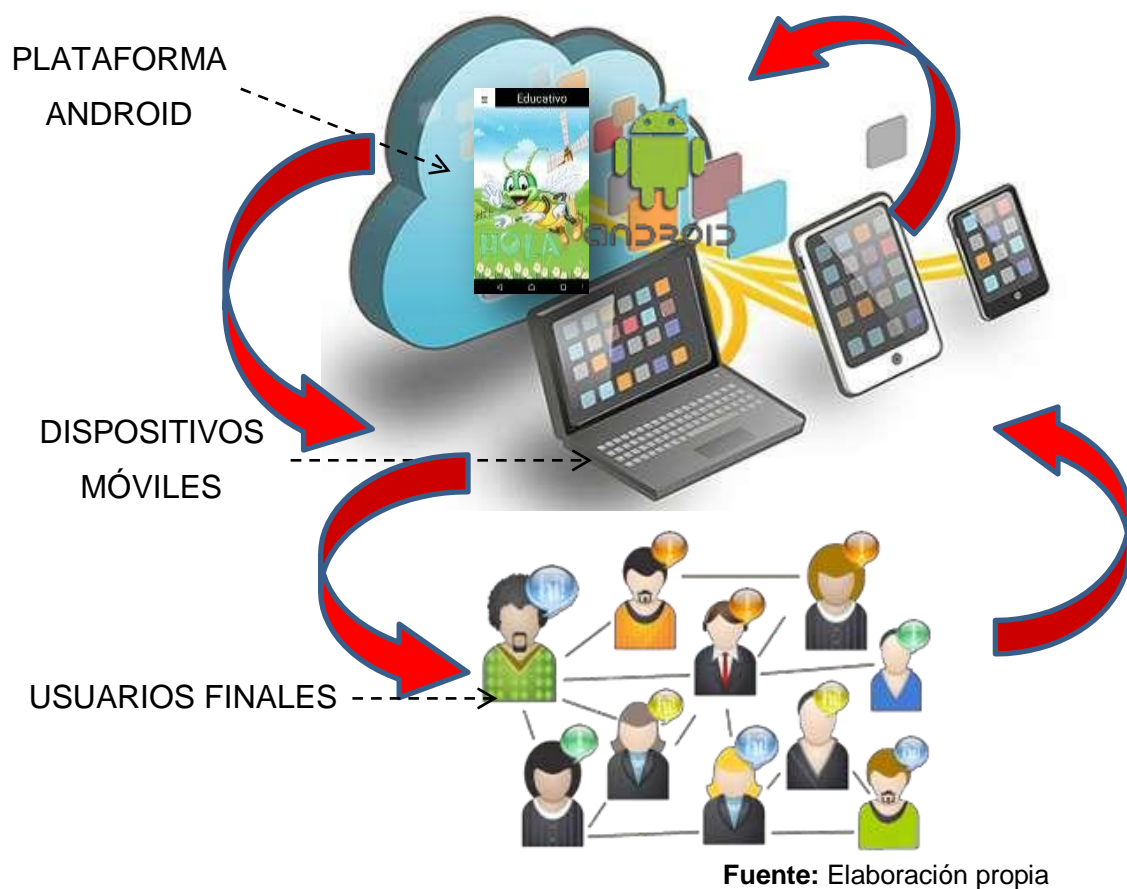 PLATAFORMA
ANDROID
Educativo
HOLA
ANDROID
DISPOSITIVOS
MÓVILES
USUARIOS FINALES
Fuente: Elaboración propia